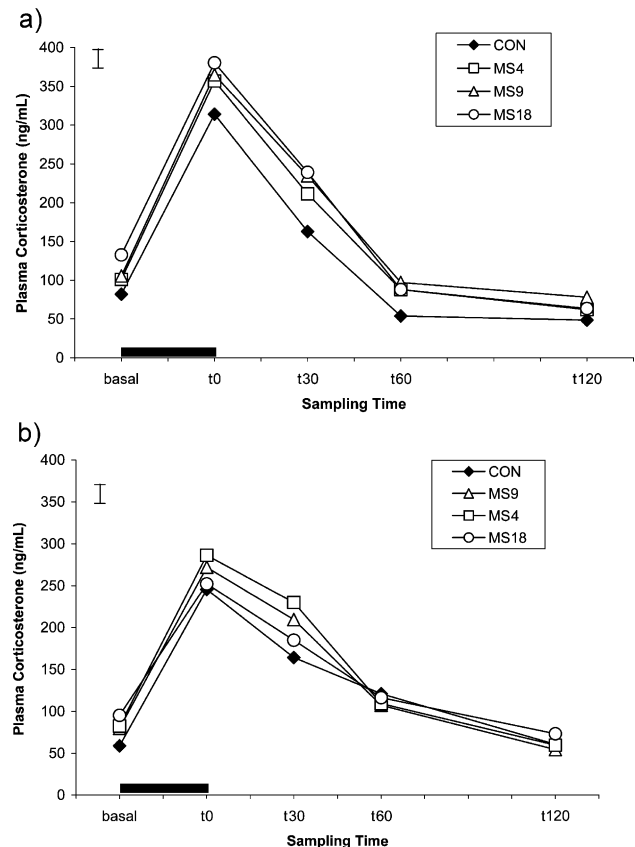 a)
400
350
300
250
200
150
100
50
0
Plasma Corticosterone (ng/mL)
CON
MS4
MS9
MS18
basal
t0
t30
t60
t120
Sampling Time
b)
400
350
300
250
200
150
100
50
0
Plasma Corticosterone (ng/mL)
CON
MS9
MS4
MS18
basal
t0
t30
t60
t120
Sampling Time